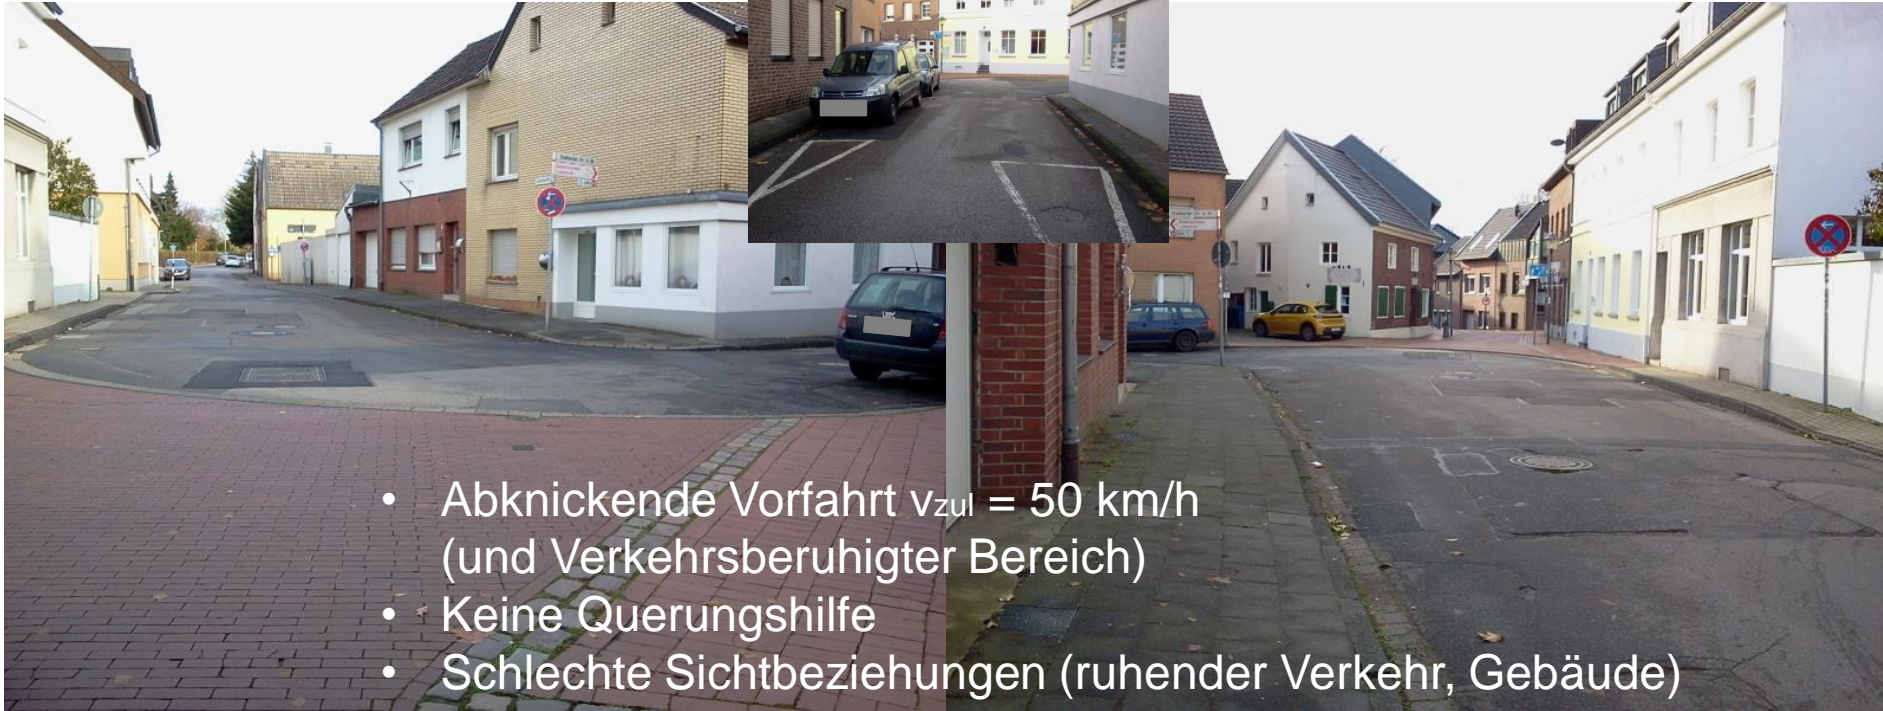 • Abknickende Vorfahrt vzul = 50 km/h
(und Verkehrsberuhigter Bereich)
• Keine Querungshilfe
• Schlechte Sichtbeziehungen (ruhender Verkehr, Gebäude)